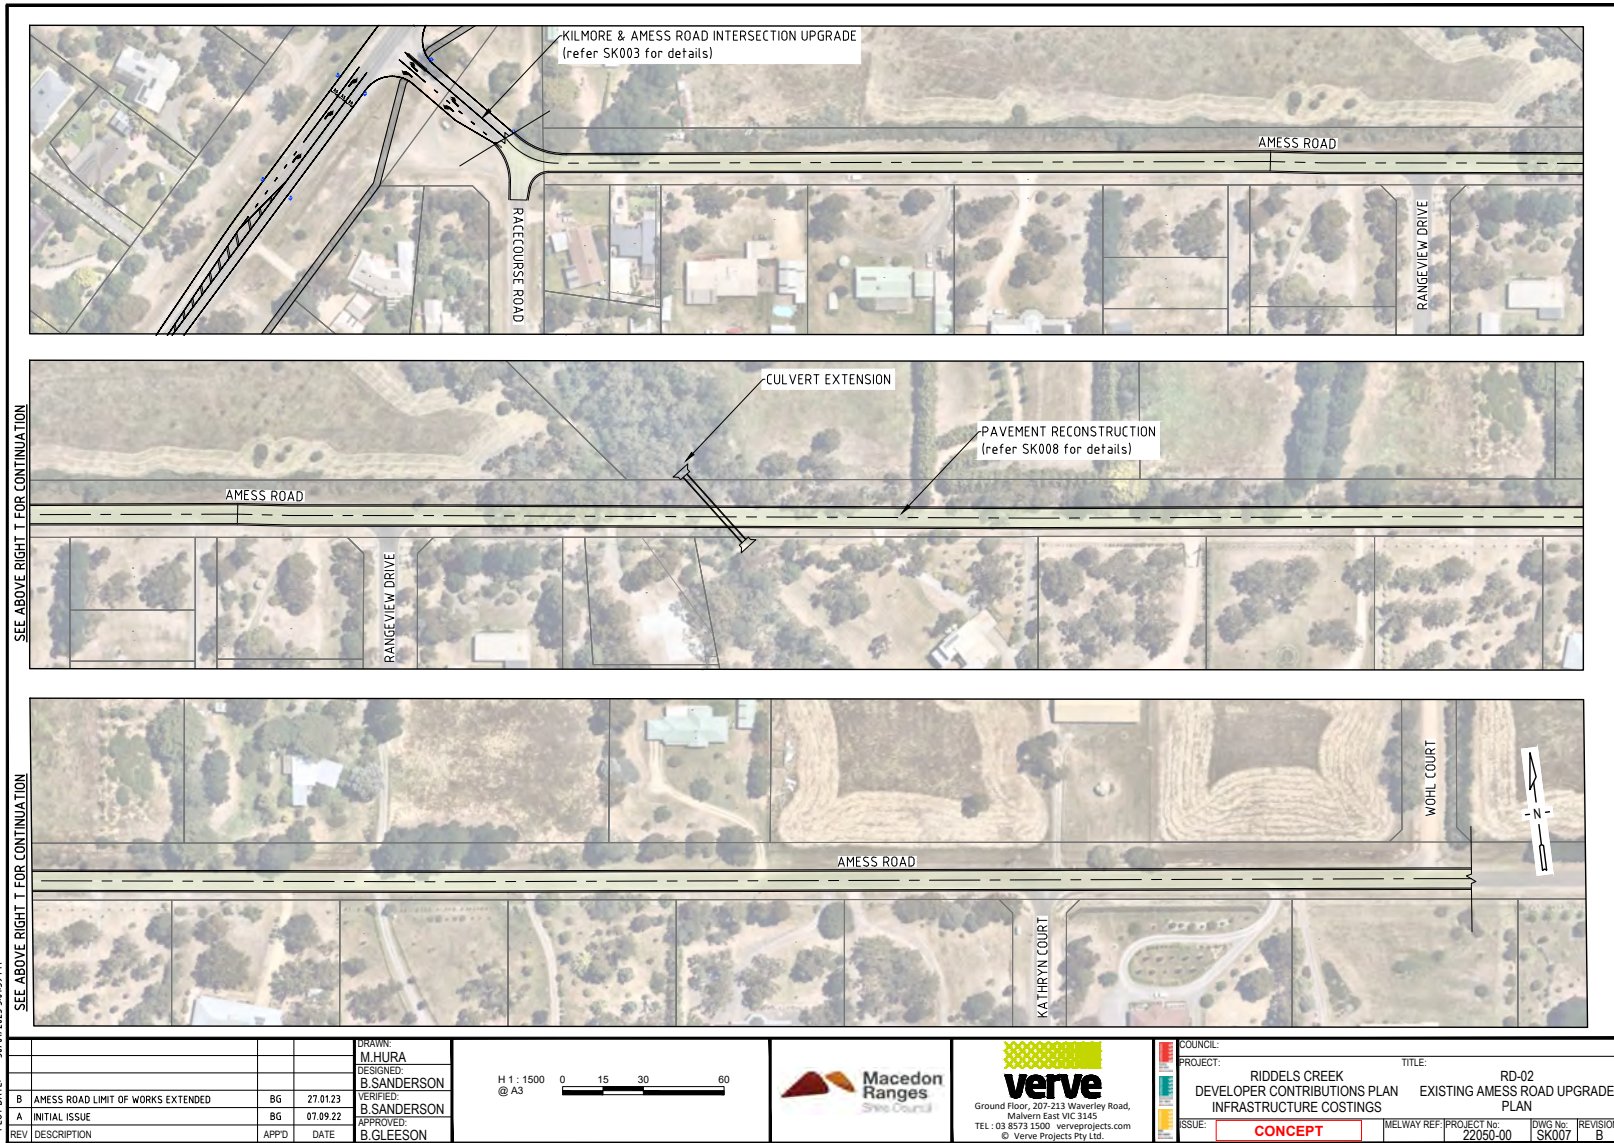 KILMORE & AMESS ROAD INTERSECTION UPGRADE
(refer SK003 for details)
AMESS ROAD
RACECOURSE ROAD
RANGEVIEW DRIVE
SEE ABOVE RIGHT T FOR CONTINUATION
CULVERT EXTENSION
PAVEMENT RECONSTRUCTION
(refer SK008 for details)
AMESS ROAD
RANGEVIEW DRIVE
SEE ABOVE RIGHT T FOR CONTINUATION
WOHL COURT
N
AMESS ROAD
KATHRYN COURT
B AMESS ROAD LIMIT OF WORKS EXTENDED BG 27.01.23
A INITIAL ISSUE BG 07.09.22
REV DESCRIPTION APP'D DATE
DRAWN:
M.HURA
DESIGNED:
B.SANDERSON
VERIFIED:
B.SANDERSON
APPROVED:
B.GLEESON
H 1 : 1500 0 15 30 60
@ A3
Macedon
Ranges
Shire Council
verve
Ground Floor, 207-213 Waverley Road,
Malvern East VIC 3145
TEL : 03 8573 1500 verveprojects.com
© Verve Projects Pty Ltd.
COUNCIL:
PROJECT:
RIDDELS CREEK
DEVELOPER CONTRIBUTIONS PLAN
INFRASTRUCTURE COSTINGS
TITLE:
RD-02
EXISTING AMESS ROAD UPGRADE
PLAN
ISSUE: CONCEPT
MELWAY REF:
PROJECT No:
22050-00
DWG No:
SK007
REVISION
B